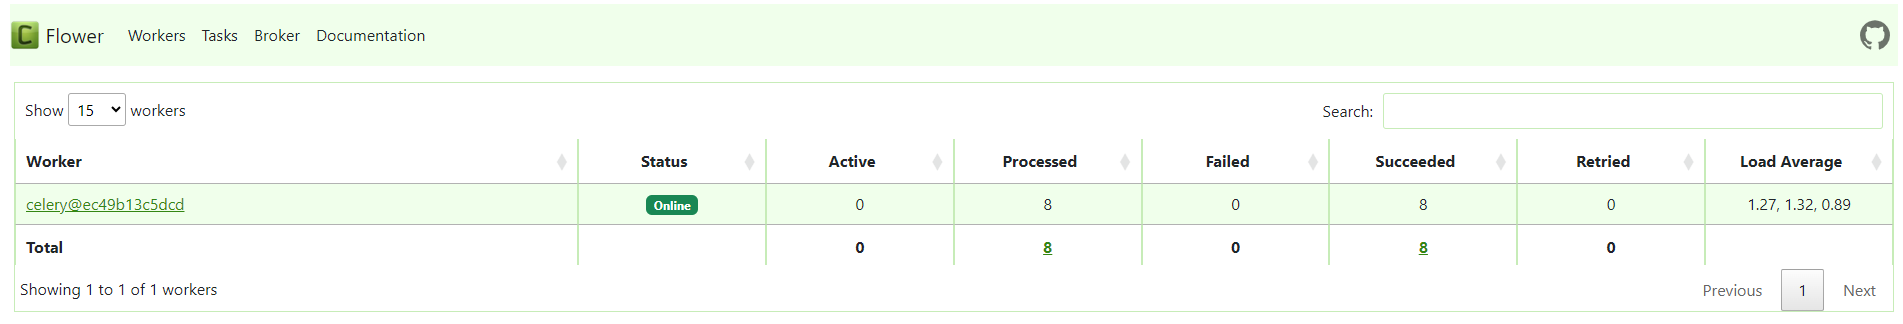 C Flower Workers Tasks Broker Documentation
Show 15 workers Search:
Worker Status Active Processed Failed Succeeded Retried Load Average
celery@ec49b13c5dcd Online 0 8 0 8 0 1.27, 1.32, 0.89
Total 0 8 0 8 0
Showing 1 to 1 of 1 workers Previous 1 Next